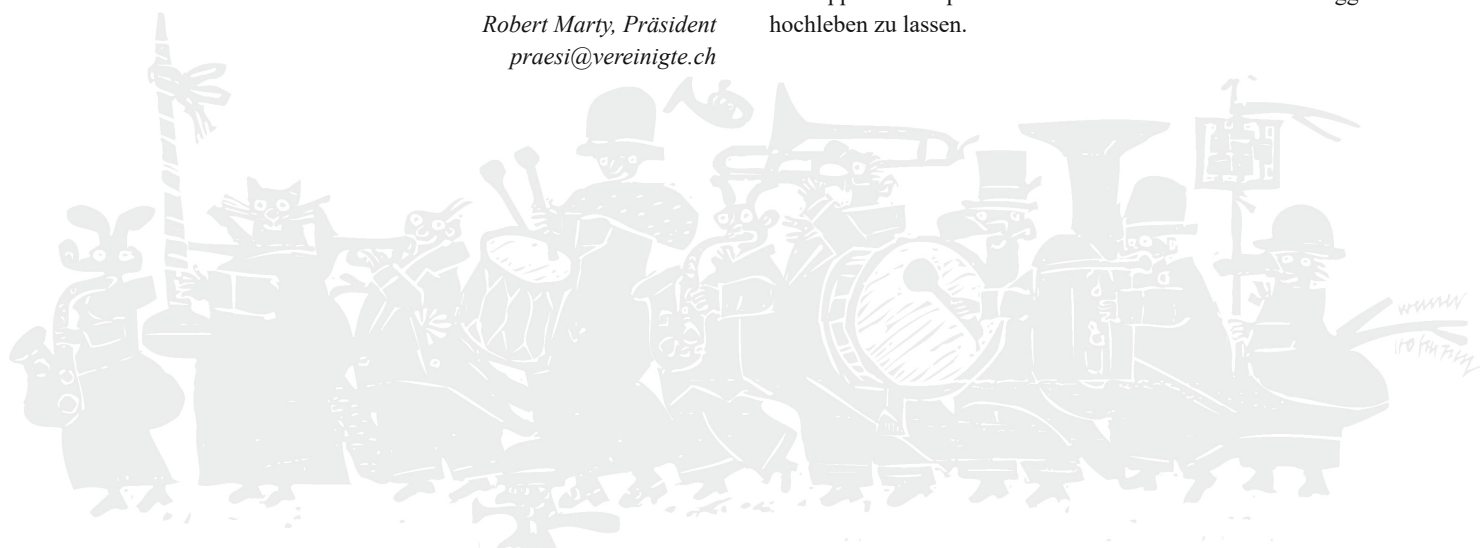 Robert Marty, Präsident
praesi@vereinigte.ch
hochleben zu lassen.